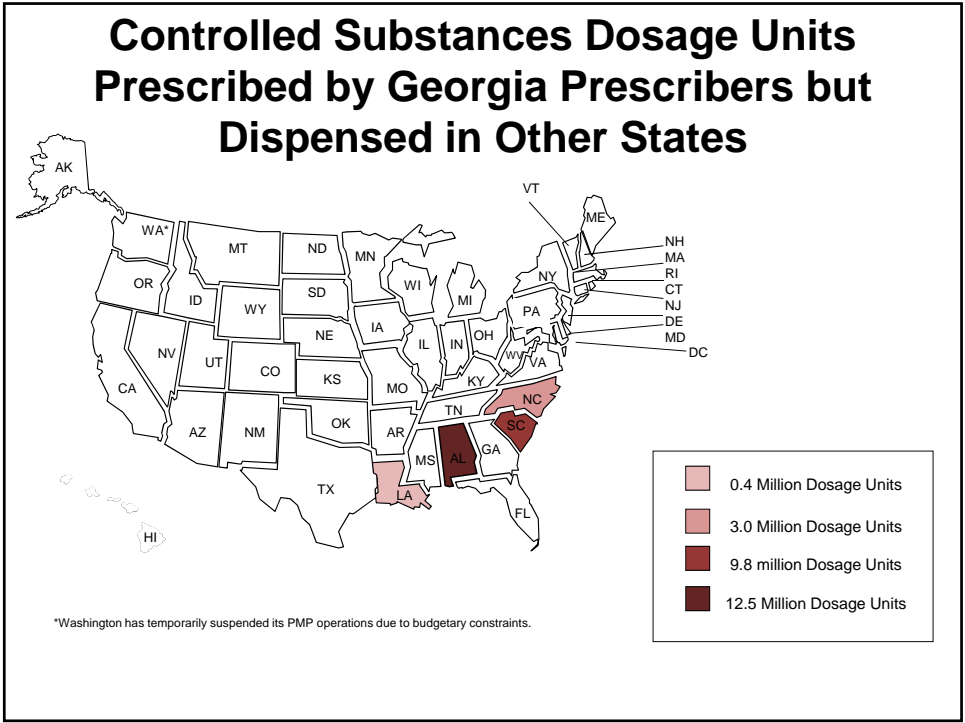 Controlled Substances Dosage Units
Prescribed by Georgia Prescribers but
Dispensed in Other States
AK
VT
ME
WA*
MT
ND
MN
NH
MA
RI
CT
NJ
DE
MD
DC
OR
ID
WY
SD
WI
MI
NY
PA
NV
UT
CO
NE
IA
IL
IN
OH
WV
VA
CA
KS
MO
KY
NC
AZ
NM
OK
AR
TN
SC
TX
LA
MS
AL
GA
FL
HI
0.4 Million Dosage Units
3.0 Million Dosage Units
9.8 million Dosage Units
12.5 Million Dosage Units
*Washington has temporarily suspended its PMP operations due to budgetary constraints.